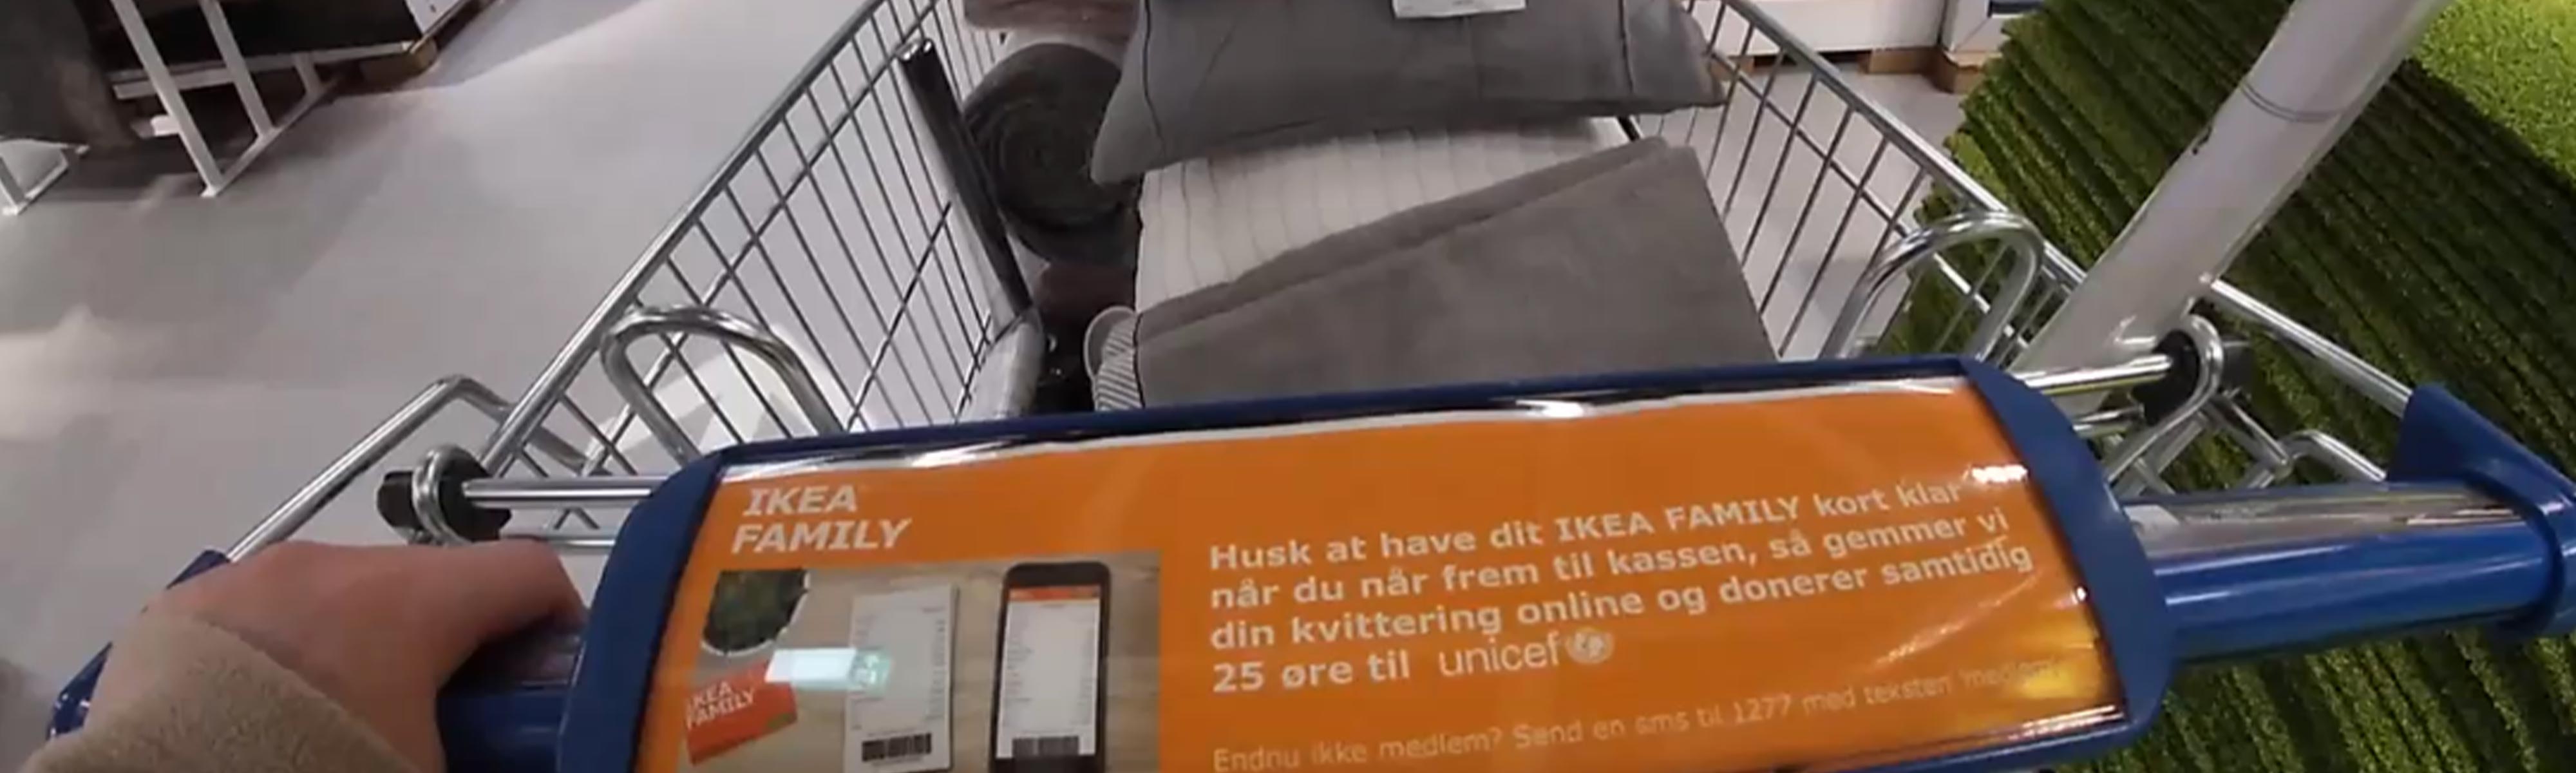 IKEA
FAMILY
Husk at have dit IKEA FAMILY kort klar
når du når frem til kassen, så gemmer vi
din kvittering online og donerer samtidig
25 øre til unicef
IKEA
FAMILY
Endnu ikke medlem? Send en sms til 1277 med teksten "medlem"